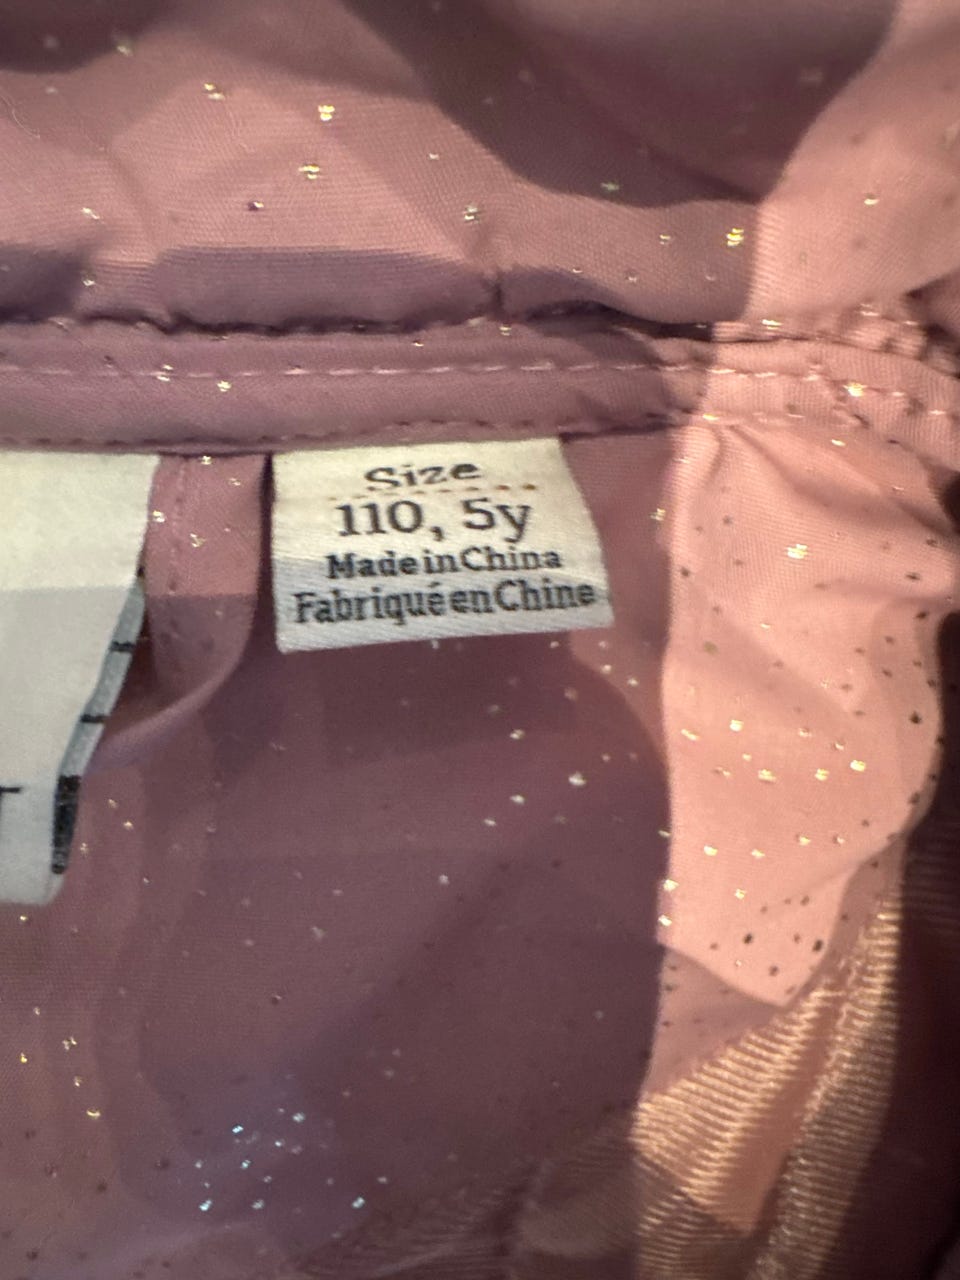 Size
110, 5y
Made in China
Fabriqué en Chine